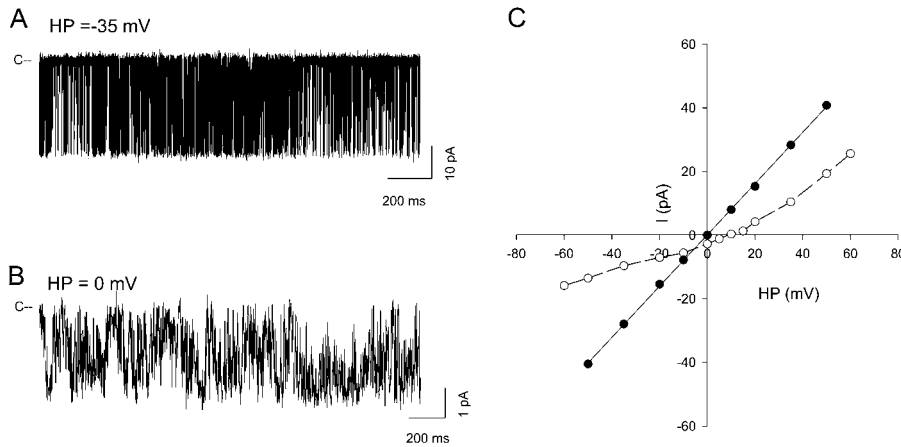 A
HP =-35 mV
C--
10 pA
200 ms
B
HP = 0 mV
C--
1 pA
200 ms
C
60
40
20
0
-20
-40
-60
-80 -60 -40 -20 0 20 40 60 80
I (pA)
HP (mV)